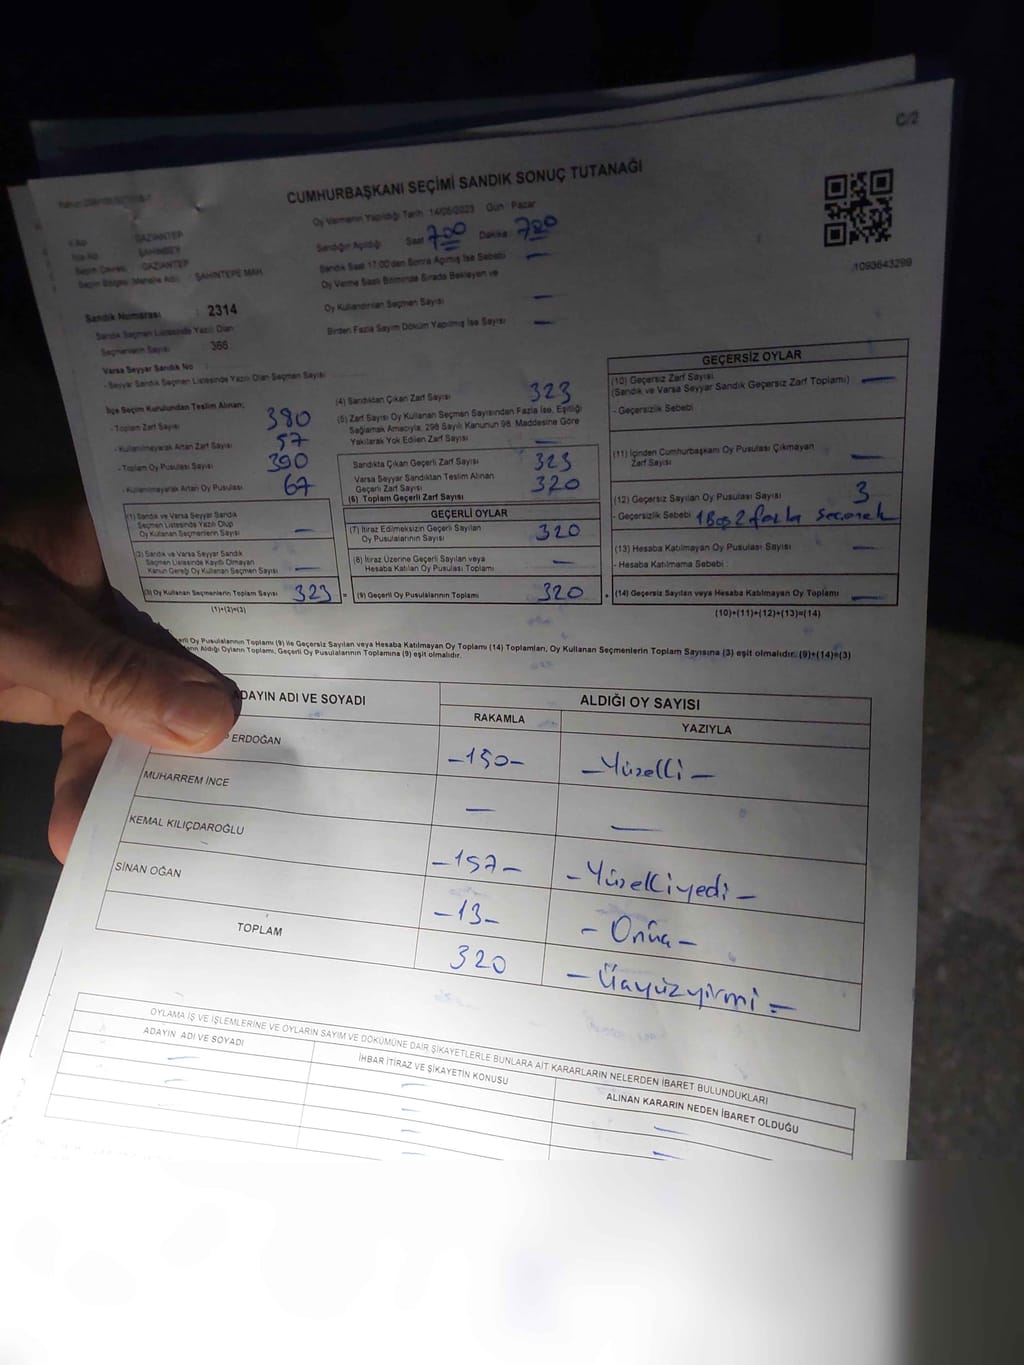 C/2
CUMHURBAŞKANI SEÇİMİ SANDIK SONUÇ TUTANAĞI
Oy Vermenin Yapıldığı Tarih : 14/05/2023 Gün : Pazar
Sandığın Açıldığı Saat 700 Dakika : 700
Sandık Saat 17:00'den Sonra Açılmış İse Sebebi —
Oy Verme Saati Bitiminde Sırada Bekleyen ve
Oy Kullandırılan Seçmen Sayısı —
Birden Fazla Sayım Döküm Yapılmış İse Sayısı —
1093643299
GAZİANTEP
ŞAHİNBEY
GAZİANTEP
Seçim Bölgesi (Mahalle Adı) : ŞAHİNTEPE MAH.
Sandık Numarası : 2314
Sandık Seçmen Listesinde Yazılı Olan
Seçmenlerin Sayısı : 366
Varsa Seyyar Sandık No :
- Seyyar Sandık Seçmen Listesinde Yazılı Olan Seçmen Sayısı
İlçe Seçim Kurulundan Teslim Alınan;
- Toplam Zarf Sayısı 380
- Kullanılmayarak Artan Zarf Sayısı 57
- Toplam Oy Pusulası Sayısı 390
- Kullanılmayarak Artan Oy Pusulası 67
(1) Sandık ve Varsa Seyyar Sandık
Seçmen Listesinde Yazılı Olup
Oy Kullanan Seçmenlerin Sayısı —
(2) Sandık ve Varsa Seyyar Sandık
Seçmen Listesinde Kayıtlı Olmayan
Kanun Gereği Oy Kullanan Seçmen Sayısı —
(3) Oy Kullanan Seçmenlerin Toplam Sayısı 323 =
(1)+(2)=(3)
(4) Sandıktan Çıkan Zarf Sayısı 323
(5) Zarf Sayısı Oy Kullanan Seçmen Sayısından Fazla İse, Eşitliği
Sağlamak Amacıyla, 298 Sayılı Kanunun 98. Maddesine Göre
Yakılarak Yok Edilen Zarf Sayısı —
Sandıkta Çıkan Geçerli Zarf Sayısı 323
Varsa Seyyar Sandıktan Teslim Alınan
Geçerli Zarf Sayısı 320
(6) Toplam Geçerli Zarf Sayısı
GEÇERLİ OYLAR
(7) İtiraz Edilmeksizin Geçerli Sayılan
Oy Pusulalarının Sayısı 320
(8) İtiraz Üzerine Geçerli Sayılan veya
Hesaba Katılan Oy Pusulası Toplamı —
(9) Geçerli Oy Pusulalarının Toplamı 320
GEÇERSİZ OYLAR
(10) Geçersiz Zarf Sayısı
(Sandık ve Varsa Seyyar Sandık Geçersiz Zarf Toplamı) —
- Geçersizlik Sebebi
(11) İçinden Cumhurbaşkanı Oy Pusulası Çıkmayan
Zarf Sayısı —
(12) Geçersiz Sayılan Oy Pusulası Sayısı 3
- Geçersizlik Sebebi 1 Boş 2 fazla secenek
(13) Hesaba Katılmayan Oy Pusulası Sayısı —
- Hesaba Katılmama Sebebi :
+ (14) Geçersiz Sayılan veya Hesaba Katılmayan Oy Toplamı —
(10)+(11)+(12)+(13)=(14)
Oy Pusulalarının Toplamı (9) ile Geçersiz Sayılan veya Hesaba Katılmayan Oy Toplamı (14) Toplamları, Oy Kullanan Seçmenlerin Toplam Sayısına (3) eşit olmalıdır. (9)+(14)=(3)
Aldığı Oyların Toplamı, Geçerli Oy Pusulalarının Toplamına (9) eşit olmalıdır.
ADAYIN ADI VE SOYADI ALDIĞI OY SAYISI
RAKAMLA YAZIYLA
ERDOĞAN -150- -Yüzelli-
MUHARREM İNCE — —
KEMAL KILIÇDAROĞLU -157- -Yüzelliyedi-
SİNAN OĞAN -13- -Onüç-
TOPLAM 320 -Üçyüzyirmi-
OYLAMA İŞ VE İŞLEMLERİNE VE OYLARIN SAYIM VE DÖKÜMÜNE DAİR ŞİKAYETLERLE BUNLARA AİT KARARLARIN NELERDEN İBARET BULUNDUKLARI
ADAYIN ADI VE SOYADI İHBAR İTİRAZ VE ŞİKAYETİN KONUSU ALINAN KARARIN NEDEN İBARET OLDUĞU